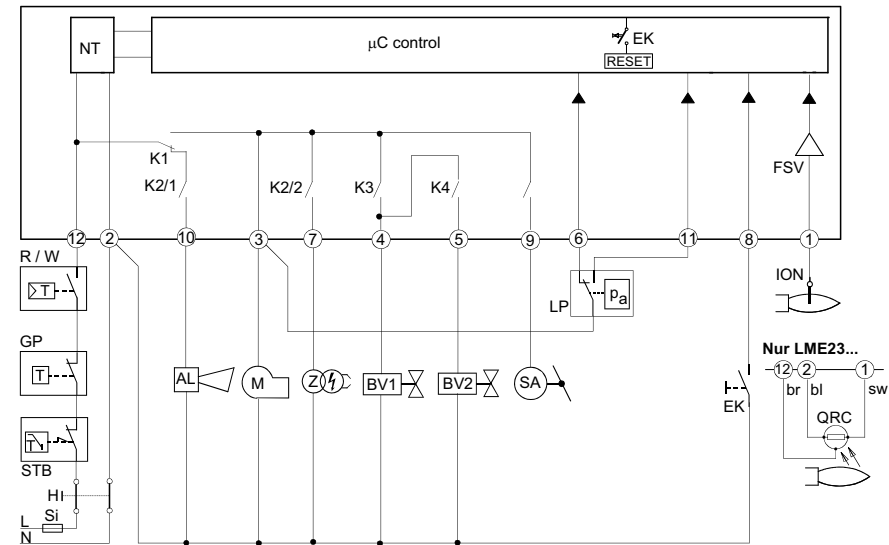 NT
µC control
EK
RESET
FSV
K1
K2/1
K2/2
K3
K4
12
2
10
3
7
4
5
9
6
11
8
1
R / W
T
LP
pa
ION
GP
T
Nur LME23...
12
2
1
br
bl
sw
AL
M
Z
BV1
BV2
SA
EK
QRC
T
STB
H
L
Si
N